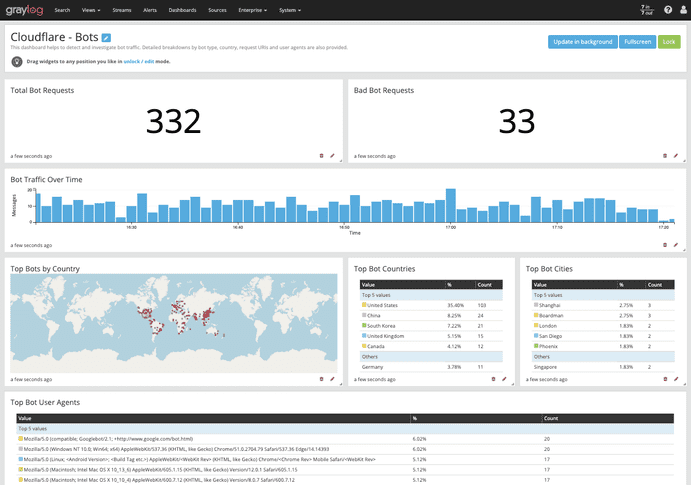 graylog Search Views Streams Alerts Dashboards Sources Enterprise System 7 in
7 out
Cloudflare - Bots
This dashboard helps to detect and investigate bot traffic. Detailed breakdowns by bot type, country, request URIs and user agents are also provided.
Update in background Fullscreen Lock
Drag widgets to any position you like in unlock / edit mode.
Total Bot Requests Bad Bot Requests
332 33
a few seconds ago a few seconds ago
Bot Traffic Over Time
Messages
20
10
0
16:30 16:40 16:50 17:00 17:10 17:20
Time
a few seconds ago
Top Bots by Country Top Bot Countries Top Bot Cities
Value % Count Value % Count
Top 5 values Top 5 values
United States 35.40% 103 Shanghai 2.75% 3
China 8.25% 24 Boardman 2.75% 3
South Korea 7.22% 21 London 1.83% 2
United Kingdom 5.15% 15 San Diego 1.83% 2
Canada 4.12% 12 Phoenix 1.83% 2
Others Others
Germany 3.78% 11 Singapore 1.83% 2
a few seconds ago a few seconds ago a few seconds ago
Top Bot User Agents
Value % Count
Top 5 values
Mozilla/5.0 (compatible; Googlebot/2.1; +http://www.google.com/bot.html) 6.02% 20
Mozilla/5.0 (Windows NT 10.0; Win64; x64) AppleWebKit/537.36 (KHTML, like Gecko) Chrome/51.0.2704.79 Safari/537.36 Edge/14.14393 6.02% 20
Mozilla/5.0 (Linux; <Android Version>; <Build Tag etc.>) AppleWebKit/<WebKit Rev> (KHTML, like Gecko) Chrome/<Chrome Rev> Mobile Safari/<WebKit Rev> 5.12% 17
Mozilla/5.0 (Macintosh; Intel Mac OS X 10_13_6) AppleWebKit/605.1.15 (KHTML, like Gecko) Version/12.0.1 Safari/605.1.15 5.12% 17
Mozilla/5.0 (Macintosh; Intel Mac OS X 10_10_4) AppleWebKit/600.7.12 (KHTML, like Gecko) Version/8.0.7 Safari/600.7.12 5.12% 17